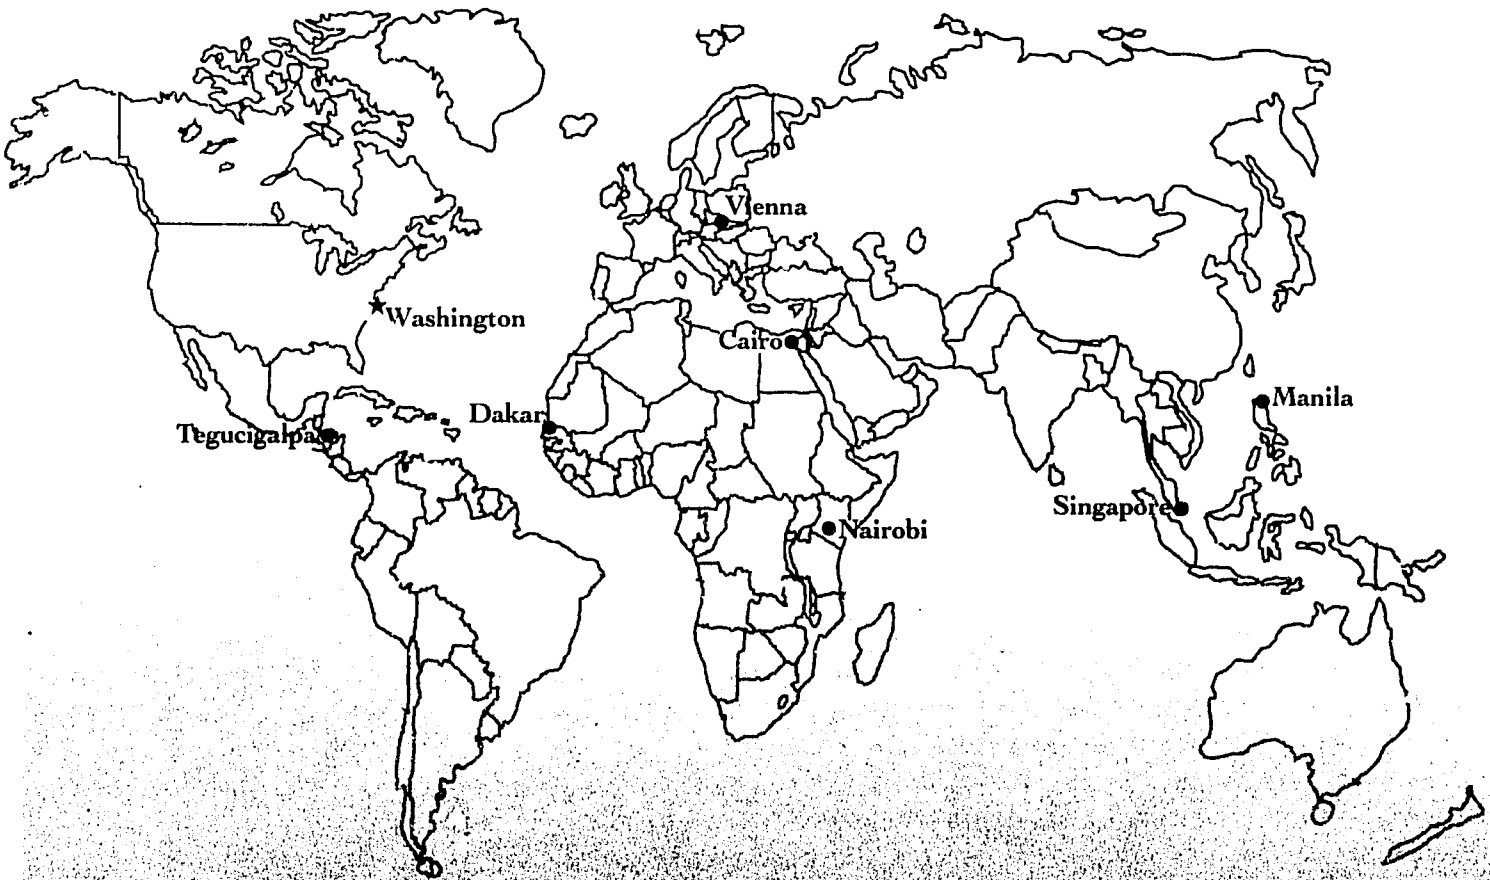 Vienna
Washington
Cairo
Manila
Dakar
Tegucigalpa
Singapore
Nairobi